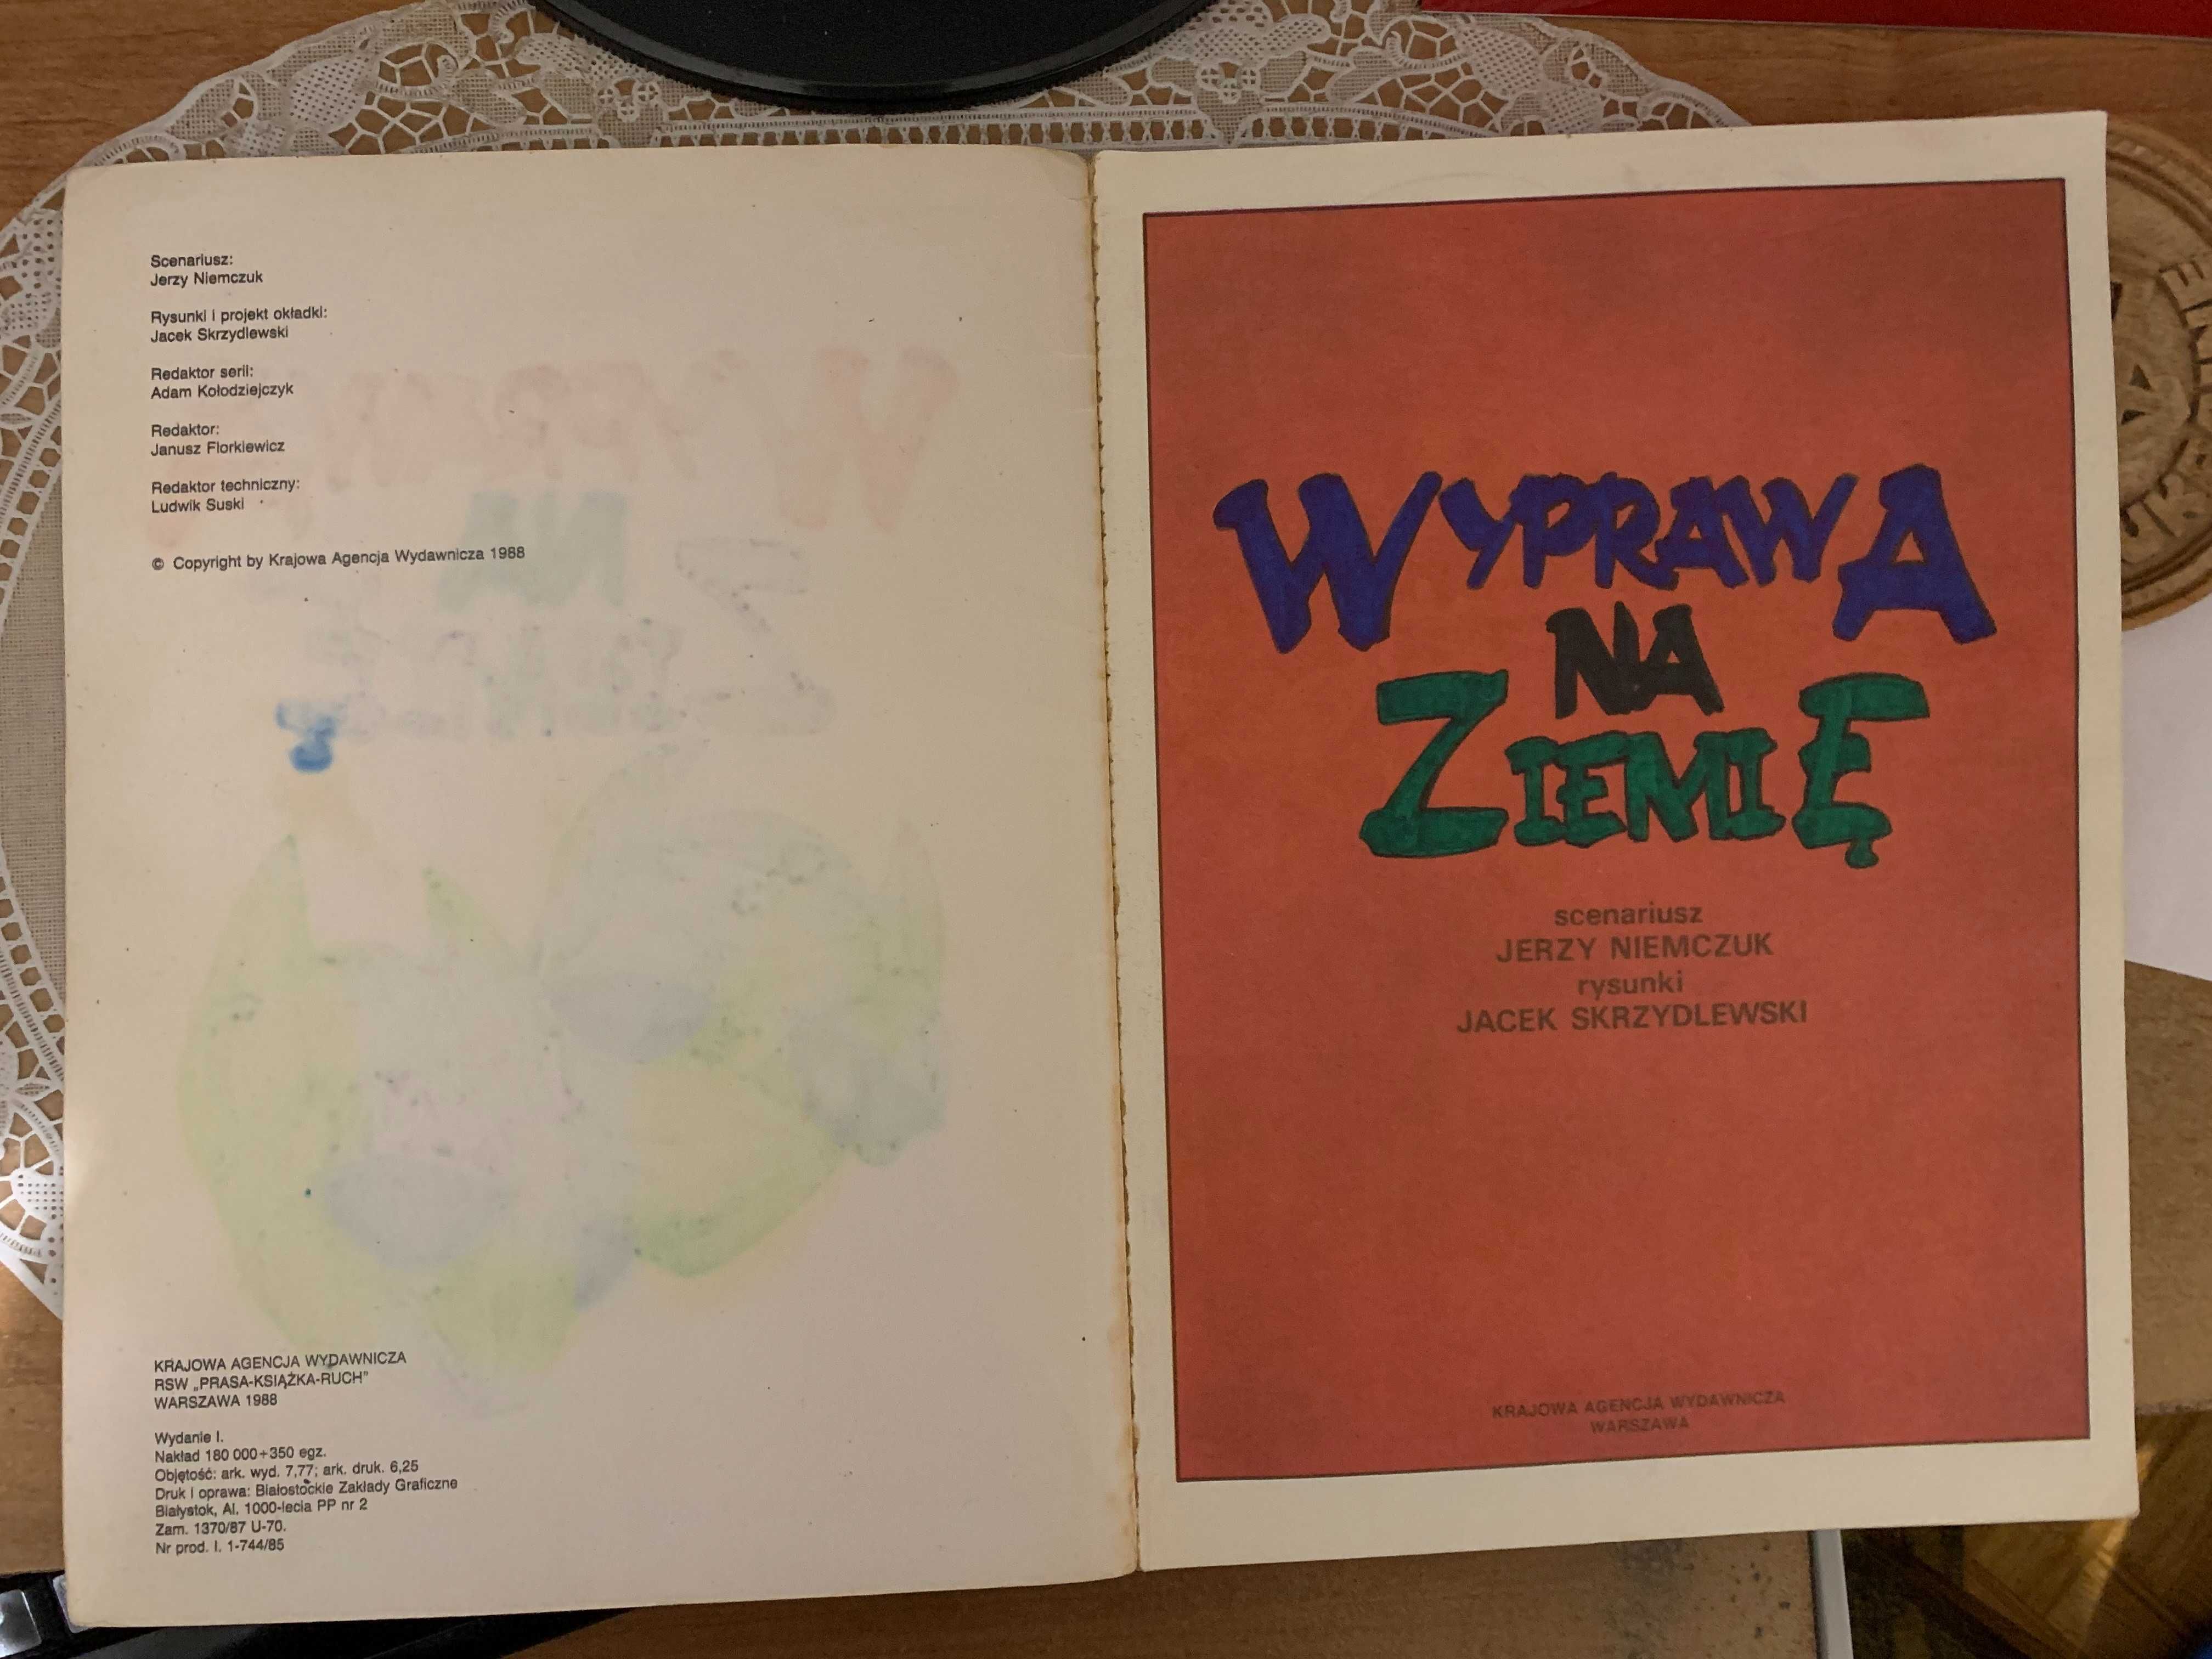 Scenariusz:
Jerzy Niemczuk
Rysunki i projekt okładki:
Jacek Skrzydlewski
Redaktor serii:
Adam Kołodziejczyk
Redaktor:
Janusz Florkiewicz
Redaktor techniczny:
Ludwik Suski
© Copyright by Krajowa Agencja Wydawnicza 1988
KRAJOWA AGENCJA WYDAWNICZA
RSW „PRASA-KSIĄŻKA-RUCH”
WARSZAWA 1988
Wydanie I.
Nakład 180 000+350 egz.
Objętość: ark. wyd. 7,77; ark. druk. 6,25
Druk i oprawa: Białostockie Zakłady Graficzne
Białystok, Al. 1000-lecia PP nr 2
Zam. 1370/87 U-70.
Nr prod. I. 1-744/85
WYPRAWA
NA
ZIEMIĘ
scenariusz
JERZY NIEMCZUK
rysunki
JACEK SKRZYDLEWSKI
KRAJOWA AGENCJA WYDAWNICZA
WARSZAWA